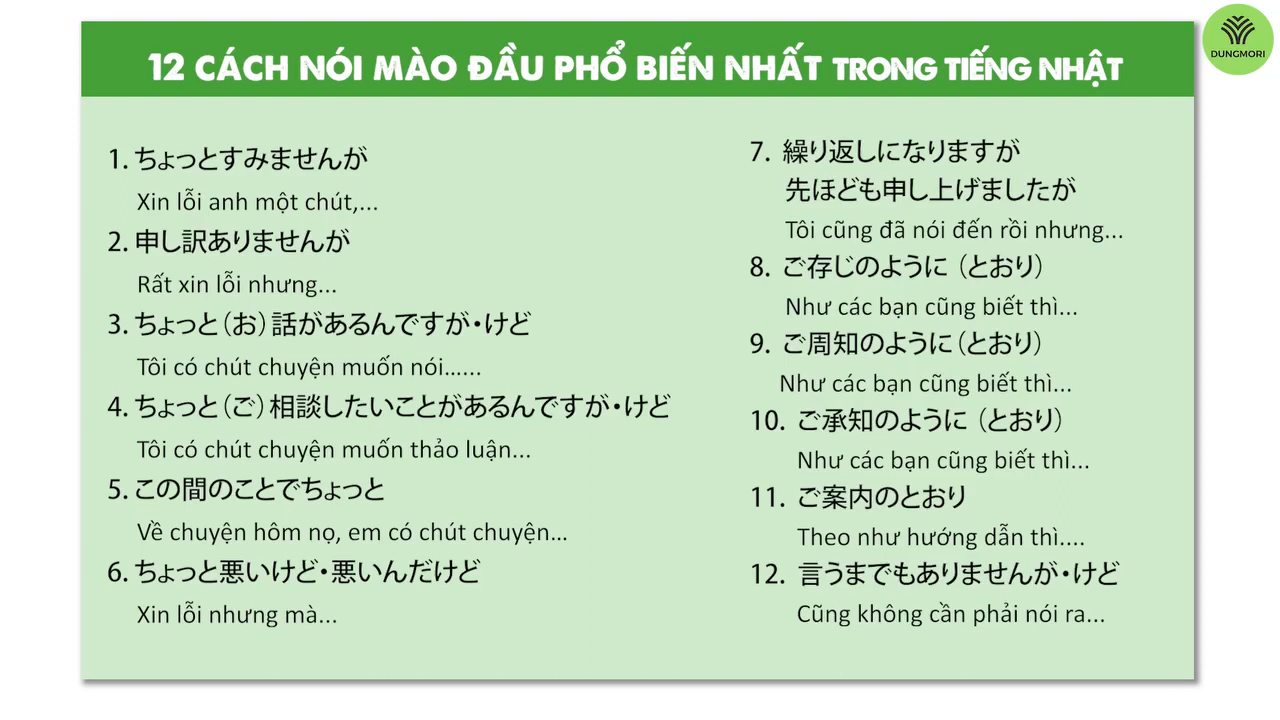 12 CÁCH NÓI MÀO ĐẦU PHỔ BIẾN NHẤT TRONG TIẾNG NHẬT
DUNGMORI
1. ちょっとすみませんが
Xin lỗi anh một chút,...
2. 申し訳ありませんが
Rất xin lỗi nhưng...
3. ちょっと（お）話があるんですが・けど
Tôi có chút chuyện muốn nói......
4. ちょっと（ご）相談したいことがあるんですが・けど
Tôi có chút chuyện muốn thảo luận...
5. この間のことでちょっと
Về chuyện hôm nọ, em có chút chuyện...
6. ちょっと悪いけど・悪いんだけど
Xin lỗi nhưng mà...
7. 繰り返しになりますが
先ほども申し上げましたが
Tôi cũng đã nói đến rồi nhưng...
8. ご存じのように（とおり）
Như các bạn cũng biết thì...
9. ご周知のように（とおり）
Như các bạn cũng biết thì...
10. ご承知のように（とおり）
Như các bạn cũng biết thì...
11. ご案内のとおり
Theo như hướng dẫn thì....
12. 言うまでもありませんが・けど
Cũng không cần phải nói ra...